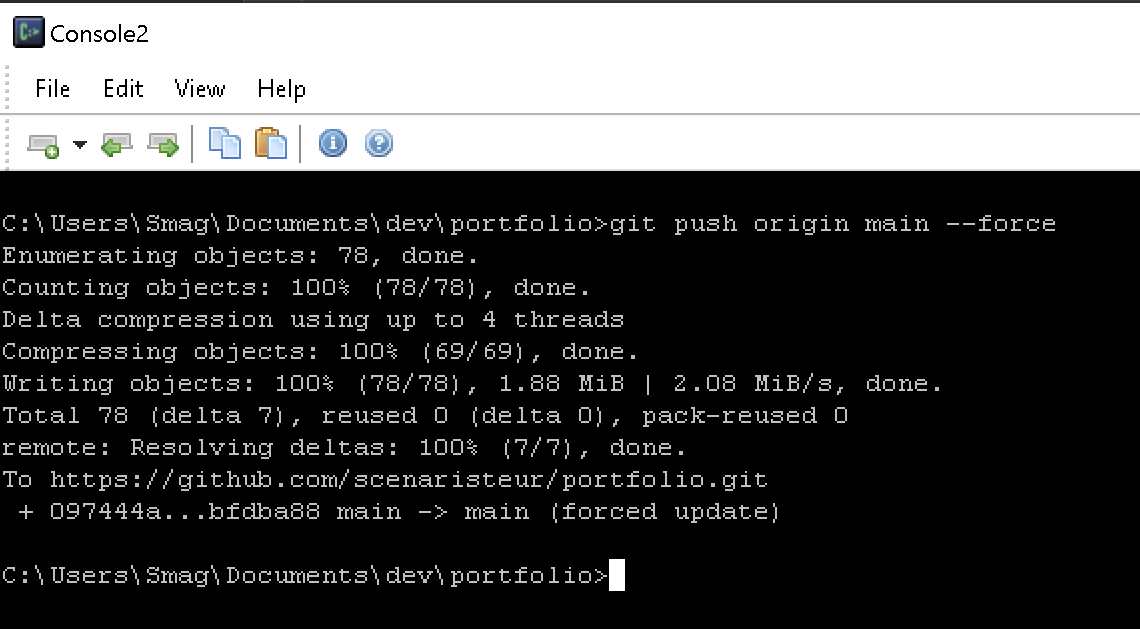 Console2
File Edit View Help
C:\Users\Smag\Documents\dev\portfolio>git push origin main --force
Enumerating objects: 78, done.
Counting objects: 100% (78/78), done.
Delta compression using up to 4 threads
Compressing objects: 100% (69/69), done.
Writing objects: 100% (78/78), 1.88 MiB | 2.08 MiB/s, done.
Total 78 (delta 7), reused 0 (delta 0), pack-reused 0
remote: Resolving deltas: 100% (7/7), done.
To https://github.com/scenaristeur/portfolio.git
 + 097444a...bfdba88 main -> main (forced update)
C:\Users\Smag\Documents\dev\portfolio>